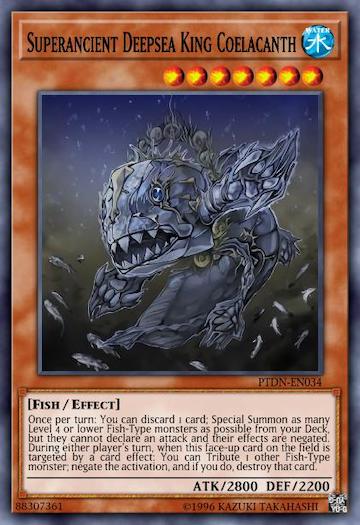 Superancient Deepsea King Coelacanth
WATER
水
PTDN-EN034
[Fish / Effect]
Once per turn: You can discard 1 card; Special Summon as many
Level 4 or lower Fish-Type monsters as possible from your Deck,
but they cannot declare an attack and their effects are negated.
During either player's turn, when this face-up card on the field is
targeted by a card effect: You can Tribute 1 other Fish-Type
monster; negate the activation, and if you do, destroy that card.
ATK/2800 DEF/2200
88307361
©1996 KAZUKI TAKAHASHI